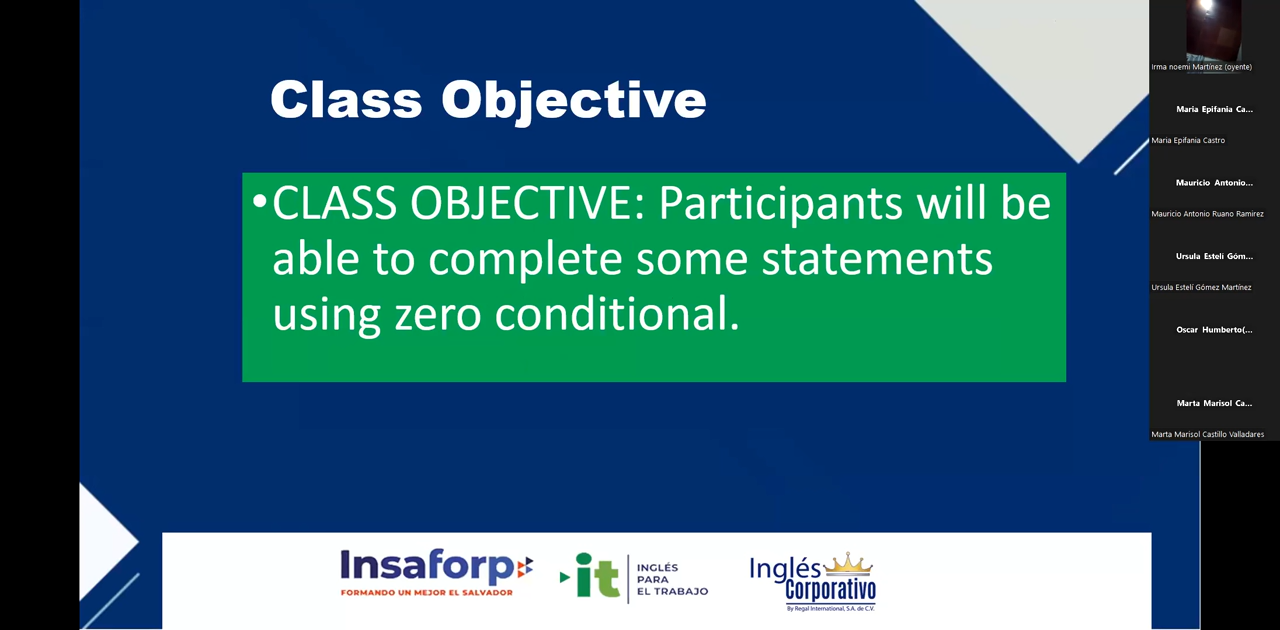 Class Objective
•CLASS OBJECTIVE: Participants will be
able to complete some statements
using zero conditional.
Insaforp
FORMANDO UN MEJOR EL SALVADOR
it
INGLÉS
PARA
EL TRABAJO
Inglés
Corporativo
By Regal International, S.A. de C.V.
Irma noemi Martínez (oyente)
Maria Epifania Ca...
Maria Epifania Castro
Mauricio Antonio...
Mauricio Antonio Ruano Ramirez
Ursula Estelí Góm...
Ursula Estelí Gómez Martínez
Oscar Humberto(...
Marta Marisol Ca...
Marta Marisol Castillo Valladares